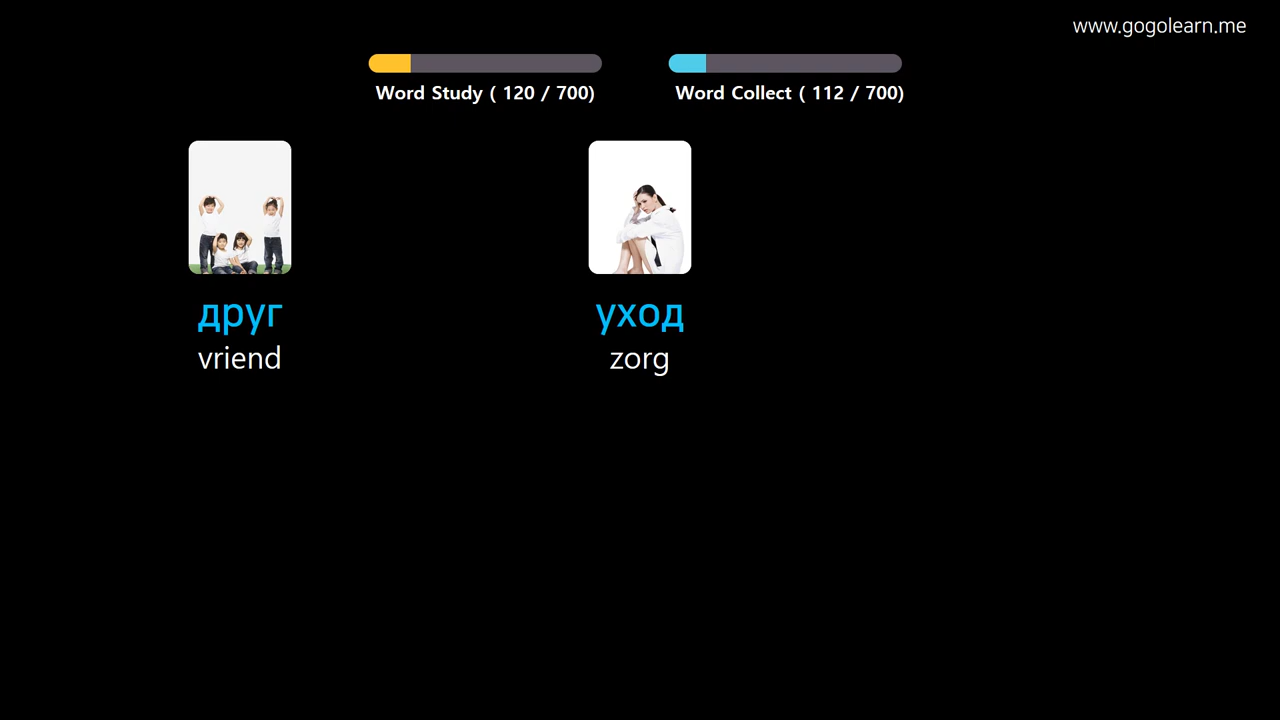 www.gogolearn.me
Word Study ( 120 / 700)
Word Collect ( 112 / 700)
друг
vriend
уход
zorg